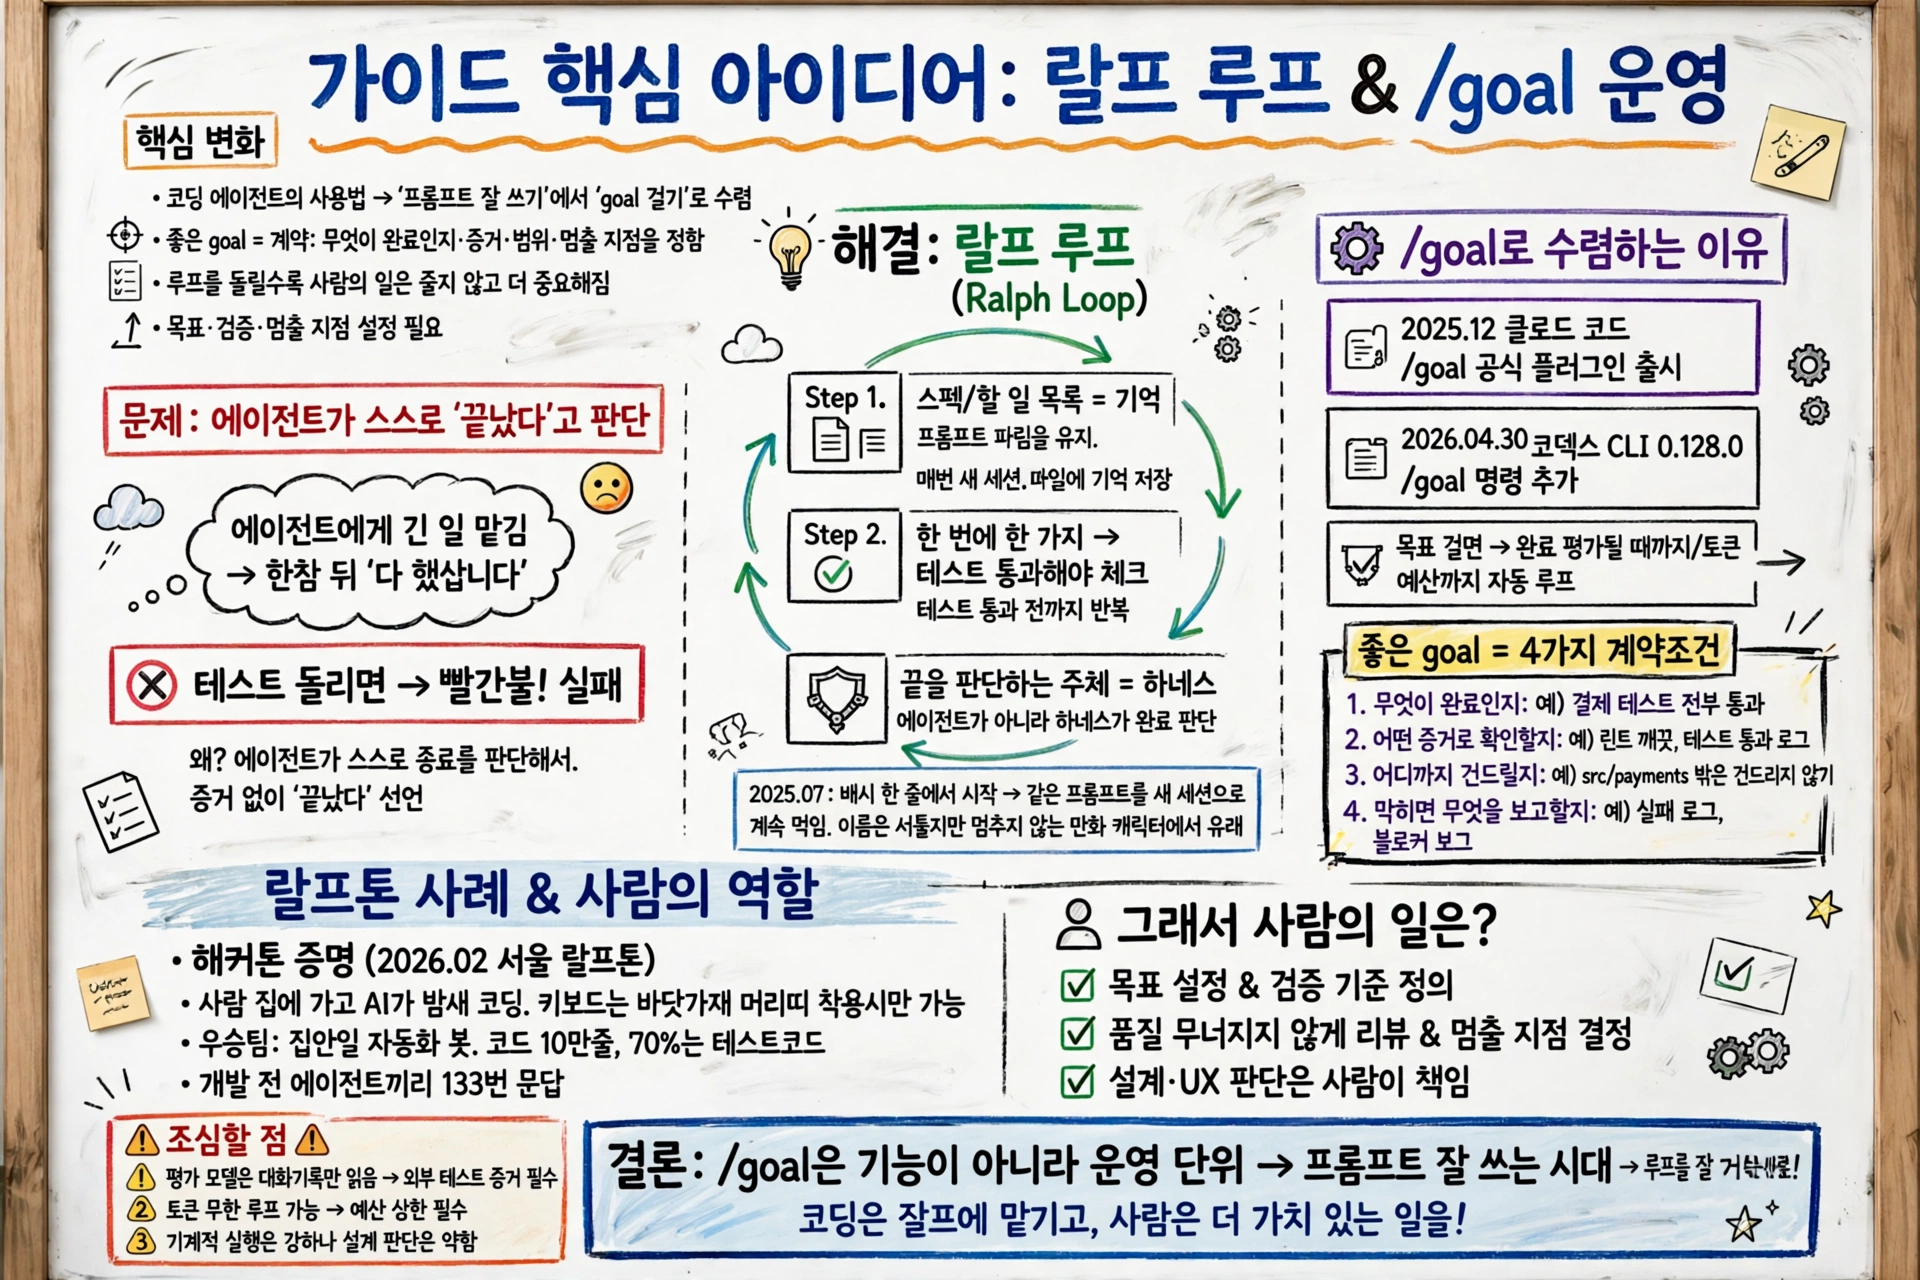 가이드 핵심 아이디어: 랄프 루프 & /goal 운영
핵심 변화
• 코딩 에이전트의 사용법 → '프롬프트 잘 쓰기'에서 'goal 걸기'로 수렴
• 좋은 goal = 계약: 무엇이 완료인지·증거·범위·멈출 지점을 정함
• 루프를 돌릴수록 사람의 일은 줄지 않고 더 중요해짐
• 목표·검증·멈출 지점 설정 필요
문제: 에이전트가 스스로 '끝났다'고 판단
에이전트에게 긴 일 맡김
→ 한참 뒤 '다 했습니다'
테스트 돌리면 → 빨간불! 실패
왜? 에이전트가 스스로 종료를 판단해서.
증거 없이 '끝났다' 선언
해결: 랄프 루프
(Ralph Loop)
Step 1.
스펙/할 일 목록 = 기억
프롬프트 파림을 유지.
매번 새 세션. 파일에 기억 저장
Step 2.
한 번에 한 가지 →
테스트 통과해야 체크
테스트 통과 전까지 반복
끝을 판단하는 주체 = 하네스
에이전트가 아니라 하네스가 완료 판단
2025.07: 배시 한 줄에서 시작 → 같은 프롬프트를 새 세션으로
계속 먹임. 이름은 서툴지만 멈추지 않는 만화 캐릭터에서 유래
/goal로 수렴하는 이유
2025.12 클로드 코드
/goal 공식 플러그인 출시
2026.04.30 코덱스 CLI 0.128.0
/goal 명령 추가
목표 걸면 → 완료 평가될 때까지/토큰
예산까지 자동 루프
좋은 goal = 4가지 계약조건
1. 무엇이 완료인지: 예) 결제 테스트 전부 통과
2. 어떤 증거로 확인할지: 예) 린트 깨끗, 테스트 통과 로그
3. 어디까지 건드릴지: 예) src/payments 밖은 건드리지 않기
4. 막히면 무엇을 보고할지: 예) 실패 로그,
블로커 보그
랄프톤 사례 & 사람의 역할
• 해커톤 증명 (2026.02 서울 랄프톤)
• 사람 집에 가고 AI가 밤새 코딩. 키보드는 바닷가재 머리띠 착용시만 가능
• 우승팀: 집안일 자동화 봇. 코드 10만줄, 70%는 테스트코드
• 개발 전 에이전트끼리 133번 문답
그래서 사람의 일은?
목표 설정 & 검증 기준 정의
품질 무너지지 않게 리뷰 & 멈출 지점 결정
설계·UX 판단은 사람이 책임
조심할 점
평가 모델은 대화기록만 읽음 → 외부 테스트 증거 필수
2 토큰 무한 루프 가능 → 예산 상한 필수
3 기계적 실행은 강하나 설계 판단은 약함
결론: /goal은 기능이 아니라 운영 단위 → 프롬프트 잘 쓰는 시대 → 루프를 잘
코딩은 잘프에 맡기고, 사람은 더 가치 있는 일을!